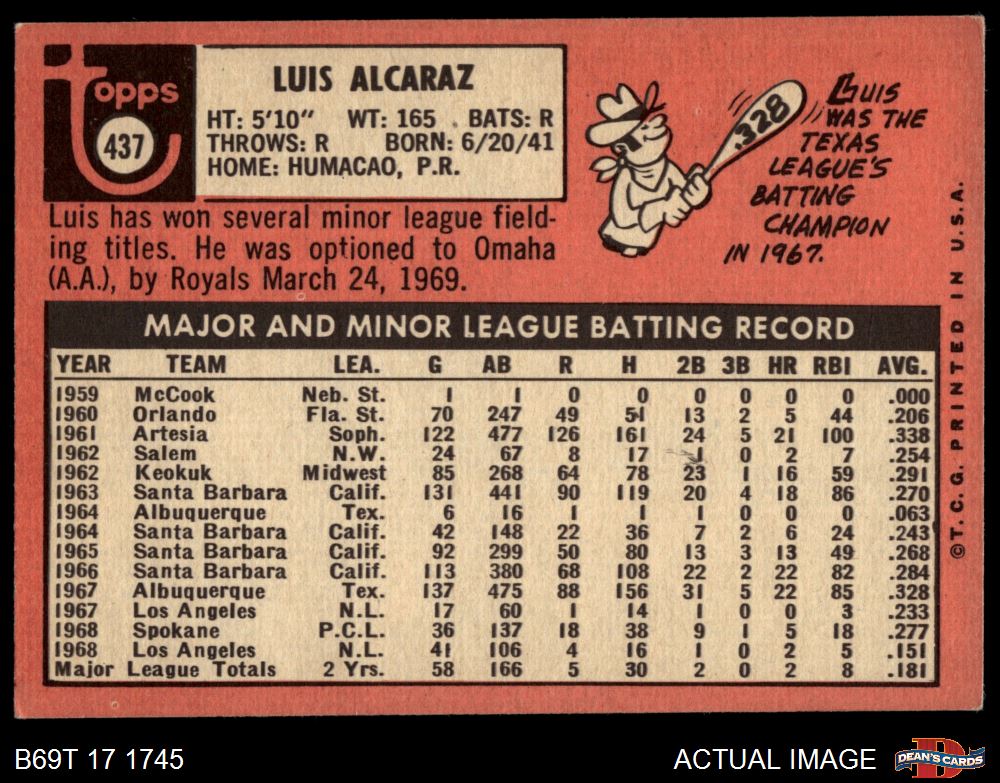 Topps
437
LUIS ALCARAZ
HT: 5'10" WT: 165 BATS: R
THROWS: R BORN: 6/20/41
HOME: HUMACAO, P.R.
.328
LUIS
WAS THE
TEXAS
LEAGUE'S
BATTING
CHAMPION
IN 1967.
Luis has won several minor league field-
ing titles. He was optioned to Omaha
(A.A.), by Royals March 24, 1969.
MAJOR AND MINOR LEAGUE BATTING RECORD
YEAR TEAM LEA. G AB R H 2B 3B HR RBI AVG.
1959 McCook Neb. St. 1 1 0 0 0 0 0 0 .000
1960 Orlando Fla. St. 70 247 49 51 13 2 5 44 .206
1961 Artesia Soph. 122 477 126 161 24 5 21 100 .338
1962 Salem N.W. 24 67 8 17 1 0 2 7 .254
1962 Keokuk Midwest 85 268 64 78 23 1 16 59 .291
1963 Santa Barbara Calif. 131 441 90 119 20 4 18 86 .270
1964 Albuquerque Tex. 6 16 1 1 1 0 0 0 .063
1964 Santa Barbara Calif. 42 148 22 36 7 2 6 24 .243
1965 Santa Barbara Calif. 92 299 50 80 13 3 13 49 .268
1966 Santa Barbara Calif. 113 380 68 108 22 2 22 82 .284
1967 Albuquerque Tex. 137 475 88 156 31 5 22 85 .328
1967 Los Angeles N.L. 17 60 1 14 1 0 0 3 .233
1968 Spokane P.C.L. 36 137 18 38 9 1 5 18 .277
1968 Los Angeles N.L. 41 106 4 16 1 0 2 5 .151
Major League Totals 2 Yrs. 58 166 5 30 2 0 2 8 .181
©T.C.G. PRINTED IN U.S.A.
B69T 17 1745
ACTUAL IMAGE
D
DEAN'S CARDS